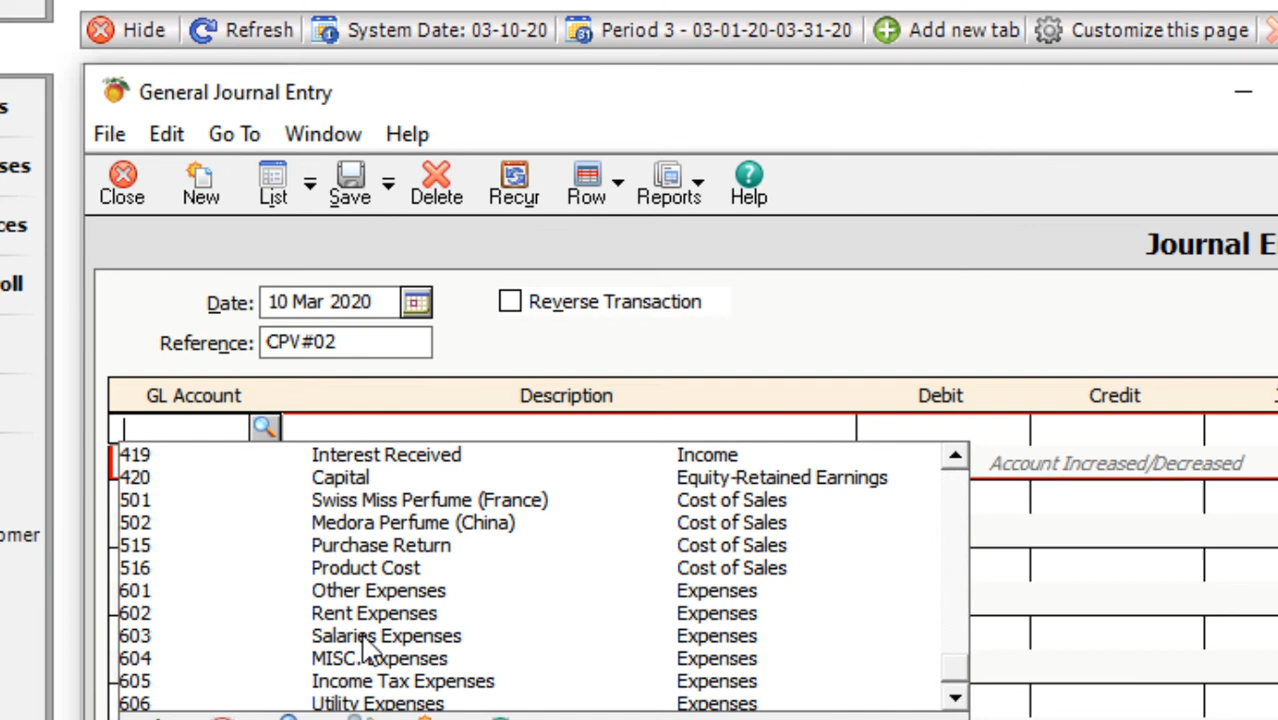 Hide Refresh System Date: 03-10-20 Period 3 - 03-01-20-03-31-20 Add new tab Customize this page
General Journal Entry
File Edit Go To Window Help
Close New List Save Delete Recur Row Reports Help
Journal E
Date: 10 Mar 2020 Reverse Transaction
Reference: CPV#02
GL Account Description Debit Credit
Account Increased/Decreased
419 Interest Received Income
420 Capital Equity-Retained Earnings
501 Swiss Miss Perfume (France) Cost of Sales
502 Medora Perfume (China) Cost of Sales
515 Purchase Return Cost of Sales
516 Product Cost Cost of Sales
601 Other Expenses Expenses
602 Rent Expenses Expenses
603 Salaries Expenses Expenses
604 MISC. Expenses Expenses
605 Income Tax Expenses Expenses
606 Utility Expenses Expenses
s
ses
ces
oll
omer